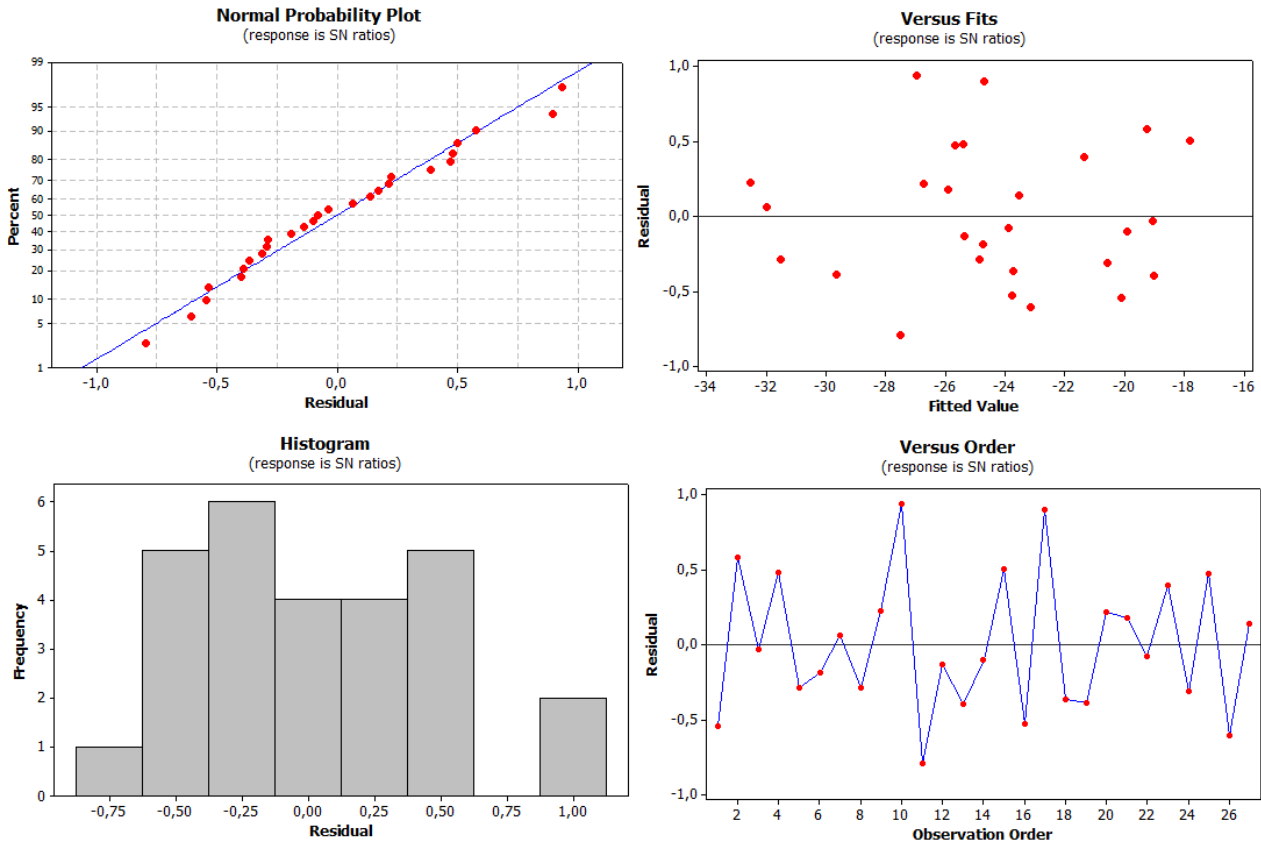 Normal Probability Plot
(response is SN ratios)
99
95
90
80
70
60
50
40
30
20
10
5
1
Percent
-1,0 -0,5 0,0 0,5 1,0
Residual
Versus Fits
(response is SN ratios)
1,0
0,5
0,0
-0,5
-1,0
Residual
-34 -32 -30 -28 -26 -24 -22 -20 -18 -16
Fitted Value
Histogram
(response is SN ratios)
6
5
4
3
2
1
0
Frequency
-0,75 -0,50 -0,25 0,00 0,25 0,50 0,75 1,00
Residual
Versus Order
(response is SN ratios)
1,0
0,5
0,0
-0,5
-1,0
Residual
2 4 6 8 10 12 14 16 18 20 22 24 26
Observation Order